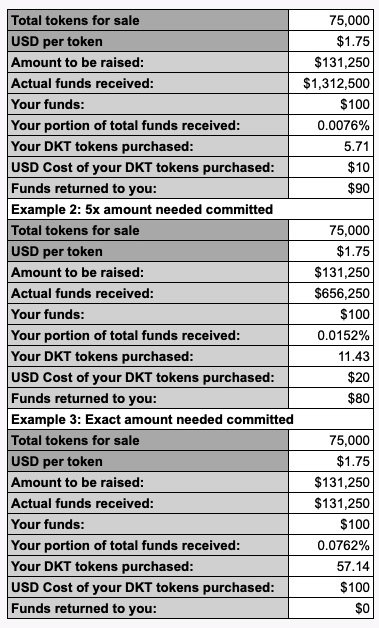 Total tokens for sale 75,000
USD per token $1.75
Amount to be raised: $131,250
Actual funds received: $1,312,500
Your funds: $100
Your portion of total funds received: 0.0076%
Your DKT tokens purchased: 5.71
USD Cost of your DKT tokens purchased: $10
Funds returned to you: $90
Example 2: 5x amount needed committed
Total tokens for sale 75,000
USD per token $1.75
Amount to be raised: $131,250
Actual funds received: $656,250
Your funds: $100
Your portion of total funds received: 0.0152%
Your DKT tokens purchased: 11.43
USD Cost of your DKT tokens purchased: $20
Funds returned to you: $80
Example 3: Exact amount needed committed
Total tokens for sale 75,000
USD per token $1.75
Amount to be raised: $131,250
Actual funds received: $131,250
Your funds: $100
Your portion of total funds received: 0.0762%
Your DKT tokens purchased: 57.14
USD Cost of your DKT tokens purchased: $100
Funds returned to you: $0